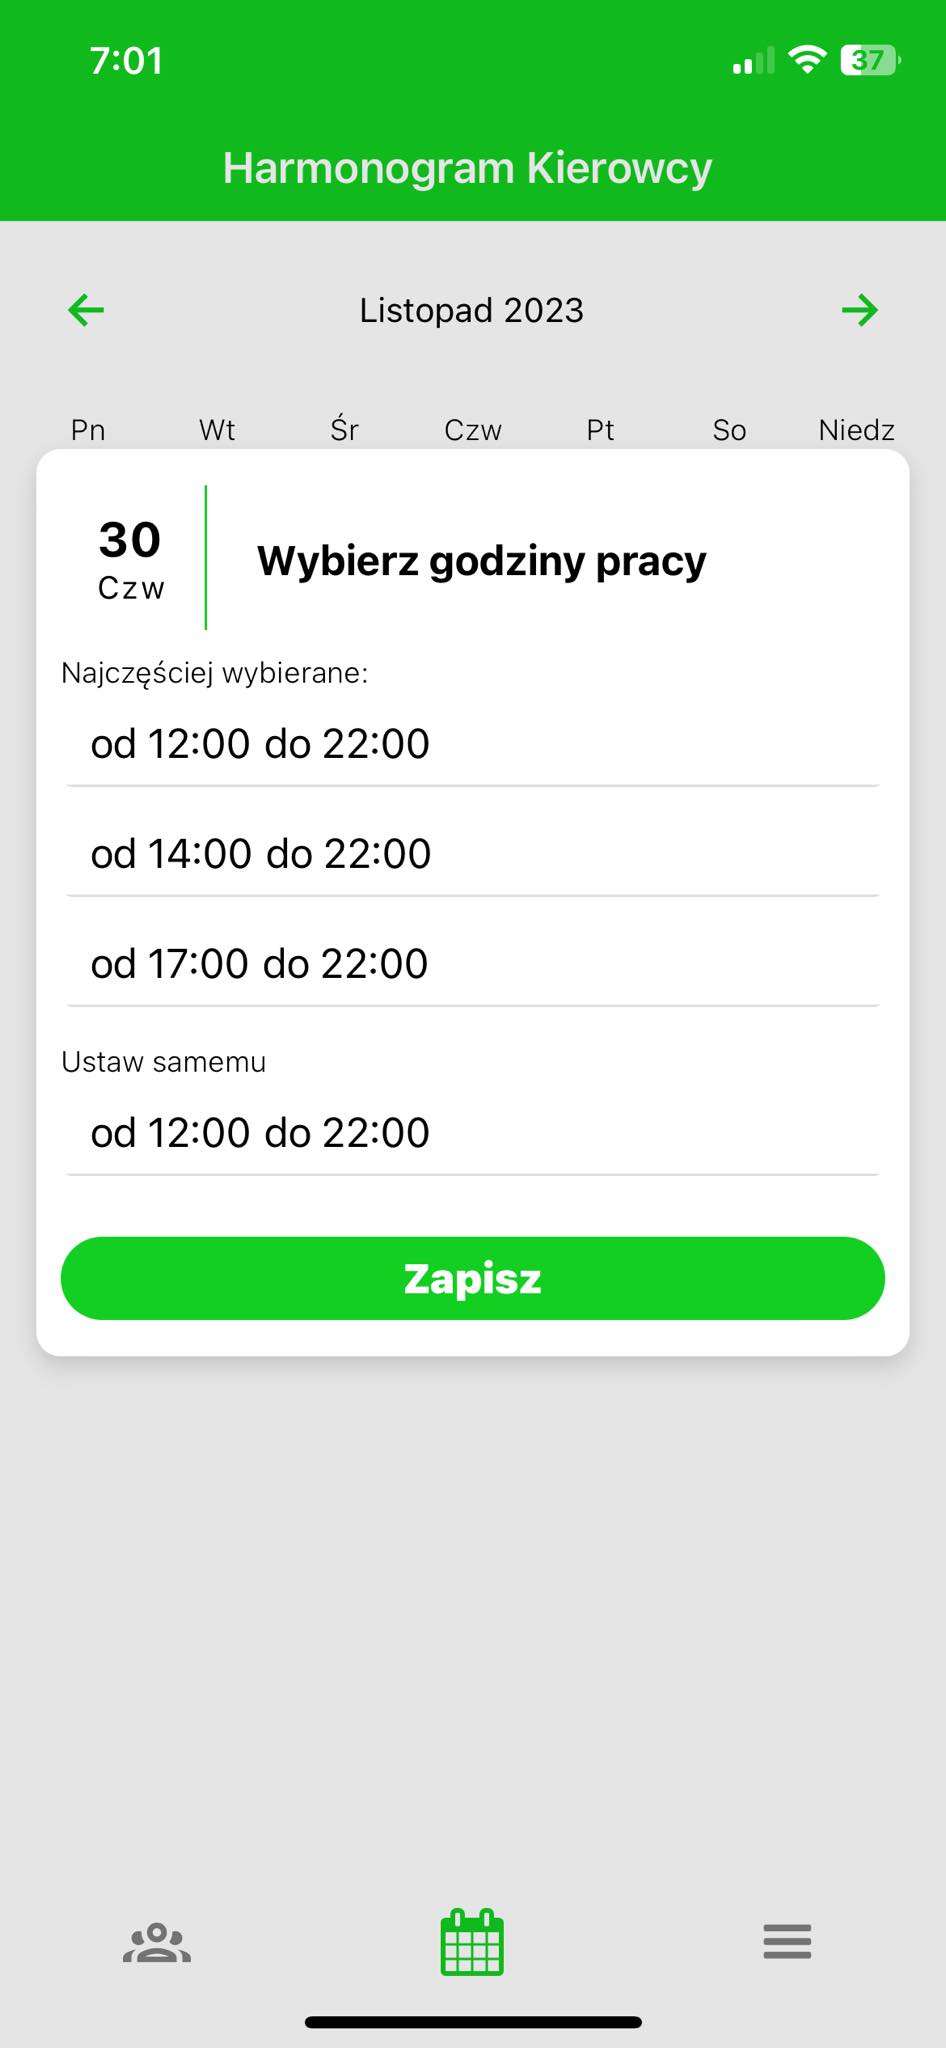 7:01
37
Harmonogram Kierowcy
Listopad 2023
Pn Wt Śr Czw Pt So Niedz
30
Czw
Wybierz godziny pracy
Najczęściej wybierane:
od 12:00 do 22:00
od 14:00 do 22:00
od 17:00 do 22:00
Ustaw samemu
od 12:00 do 22:00
Zapisz